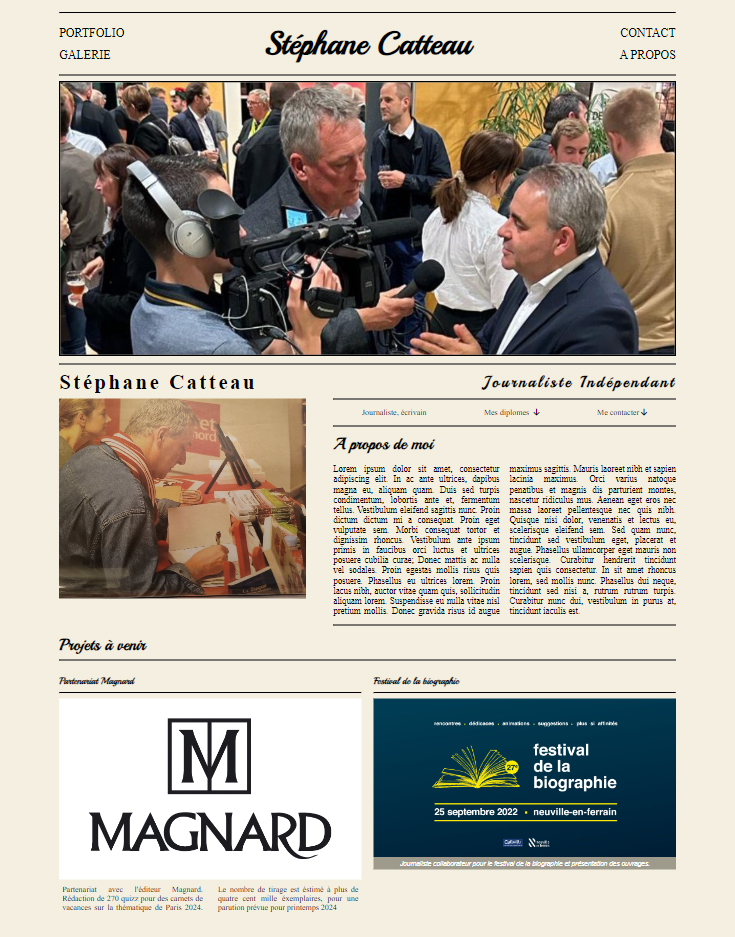 PORTFOLIO
GALERIE
Stéphane Catteau
CONTACT
A PROPOS
Stéphane Catteau
Journaliste Indépendant
Journaliste, écrivain
Mes diplomes
Me contacter
A propos de moi
Lorem ipsum dolor sit amet, consectetur
adipiscing elit. In ac ante ultrices, dapibus
magna eu, aliquam quam. Duis sed turpis
condimentum, lobortis ante et, fermentum
tellus. Vestibulum eleifend sagittis nunc. Proin
dictum dictum mi a consequat. Proin eget
vulputate sem. Morbi consequat tortor et
dignissim rhoncus. Vestibulum ante ipsum
primis in faucibus orci luctus et ultrices
posuere cubilia curae; Donec mattis ac nulla
vel sodales. Proin egestas mollis risus quis
posuere. Phasellus eu ultrices lorem. Proin
lacus nibh, auctor vitae quam quis, sollicitudin
aliquam lorem. Suspendisse eu nulla vitae nisl
pretium mollis. Donec gravida risus id augue
maximus sagittis. Mauris laoreet nibh et sapien
lacinia maximus. Orci varius natoque
penatibus et magnis dis parturient montes,
nascetur ridiculus mus. Aenean eget eros nec
massa laoreet pellentesque nec quis nibh.
Quisque nisi dolor, venenatis et lectus eu,
scelerisque eleifend sem. Sed quam nunc,
tincidunt sed vestibulum eget, placerat et
augue. Phasellus ullamcorper eget mauris non
scelerisque. Curabitur hendrerit tincidunt
sapien quis consectetur. In sit amet rhoncus
lorem, sed mollis nunc. Phasellus dui neque,
tincidunt sed nisi a, rutrum rutrum turpis.
Curabitur nunc dui, vestibulum in purus at,
tincidunt iaculis est.
Projets à venir
Partenariat Magnard
Festival de la biographie
M
MAGNARD
rencontres • dédicaces • animations • suggestions • plus si affinités
27e
festival
de la
biographie
25 septembre 2022 • neuville-en-ferrain
Journaliste collaborateur pour le festival de la biographie et présentation des ouvrages.
Partenariat avec l'éditeur Magnard.
Rédaction de 270 quizz pour des carnets de
vacances sur la thématique de Paris 2024.
Le nombre de tirage est éstimé à plus de
quatre cent mille éxemplaires, pour une
parution prévue pour printemps 2024